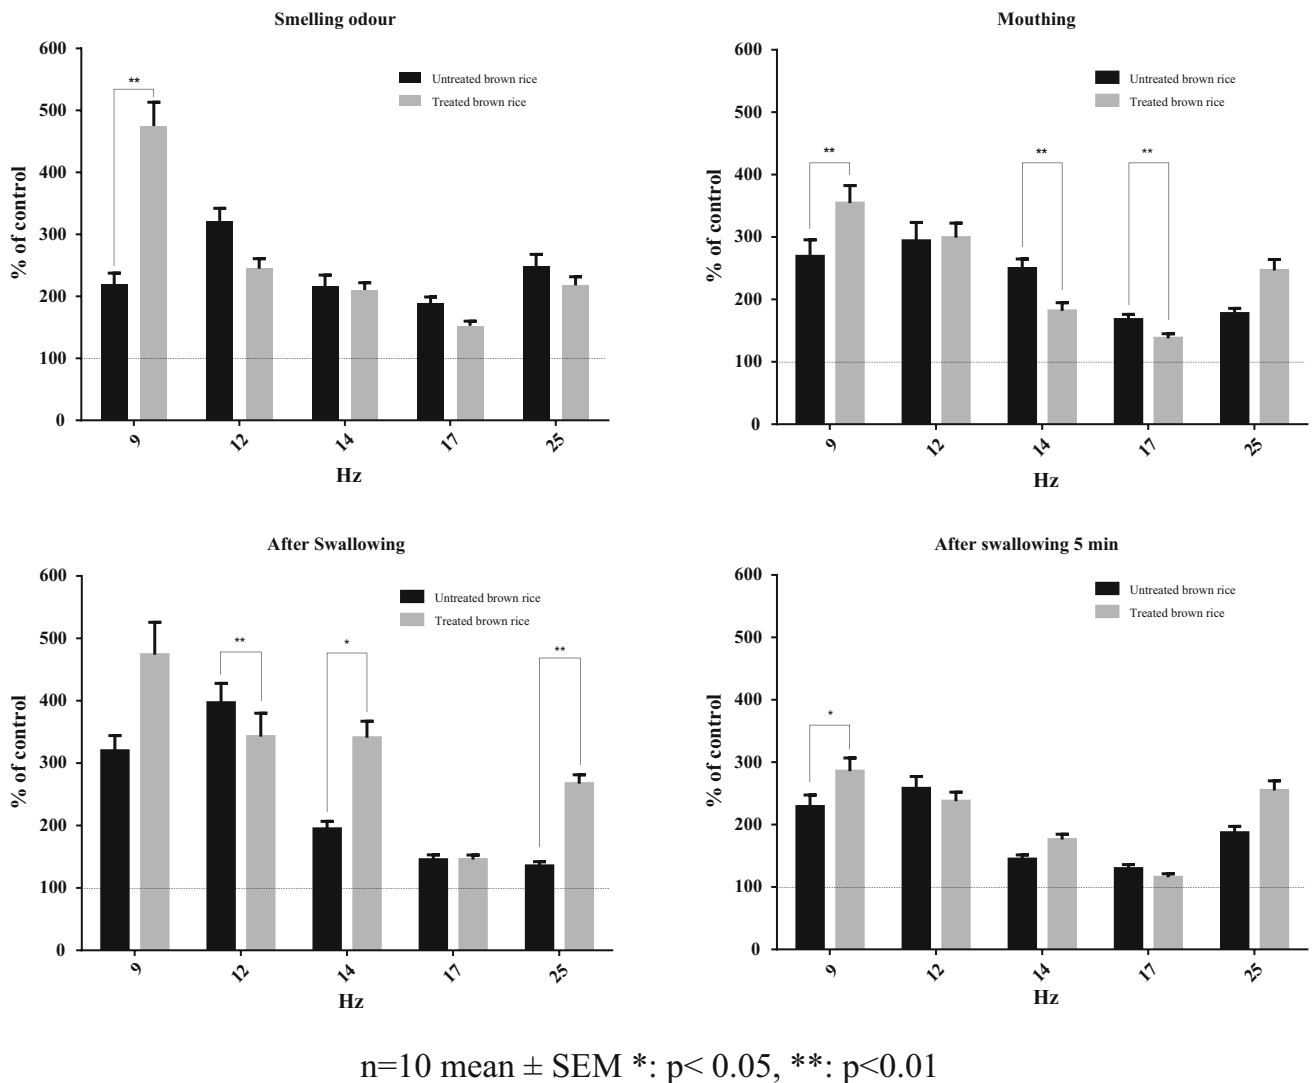 Smelling odour
600
500
400
300
200
100
0
% of control
**
Untreated brown rice
Treated brown rice
9
12
14
17
25
Hz
Mouthing
600
500
400
300
200
100
0
% of control
**
**
**
Untreated brown rice
Treated brown rice
9
12
14
17
25
Hz
After Swallowing
600
500
400
300
200
100
0
% of control
**
*
**
Untreated brown rice
Treated brown rice
9
12
14
17
25
Hz
After swallowing 5 min
600
500
400
300
200
100
0
% of control
*
Untreated brown rice
Treated brown rice
9
12
14
17
25
Hz
n=10 mean ± SEM *: p< 0.05, **: p<0.01